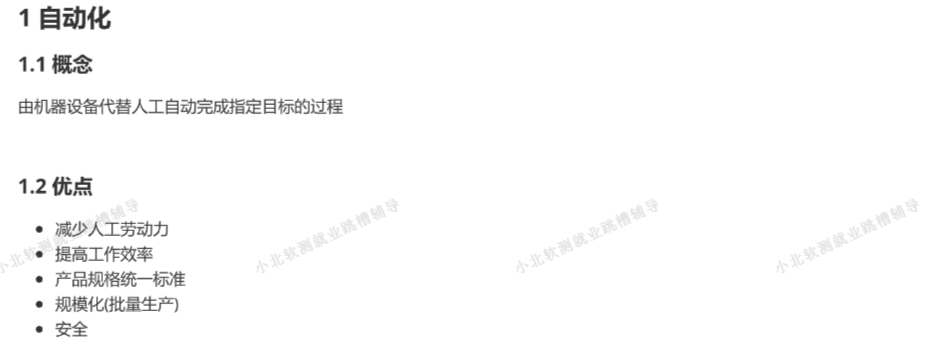 1 自动化
1.1 概念
由机器设备代替人工自动完成指定目标的过程
1.2 优点
减少人工劳动力
提高工作效率
产品规格统一标准
规模化(批量生产)
安全
小北软测就业跳槽辅导
小北软测就业跳槽辅导
小北软测就业跳槽辅导
小北软测就业跳槽辅导